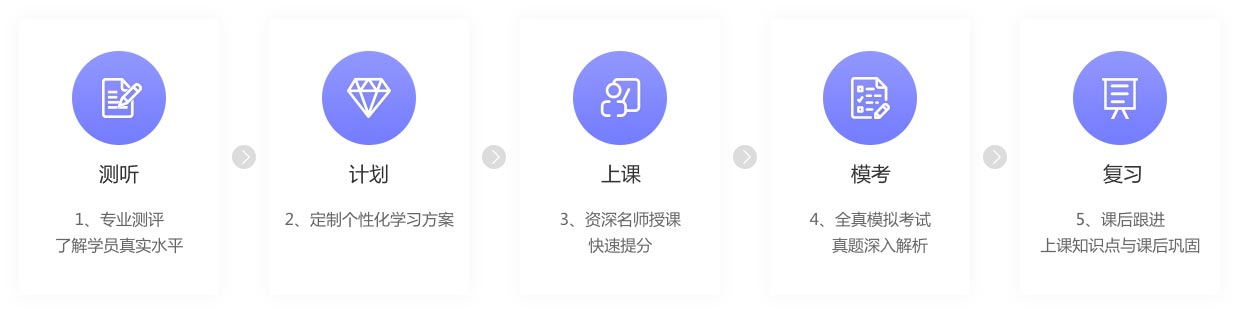 测听
1、专业测评
了解学员真实水平
计划
2、定制个性化学习方案
上课
3、资深名师授课
快速提分
模考
4、全真模拟考试
真题深入解析
复习
5、课后跟进
上课知识点与课后巩固